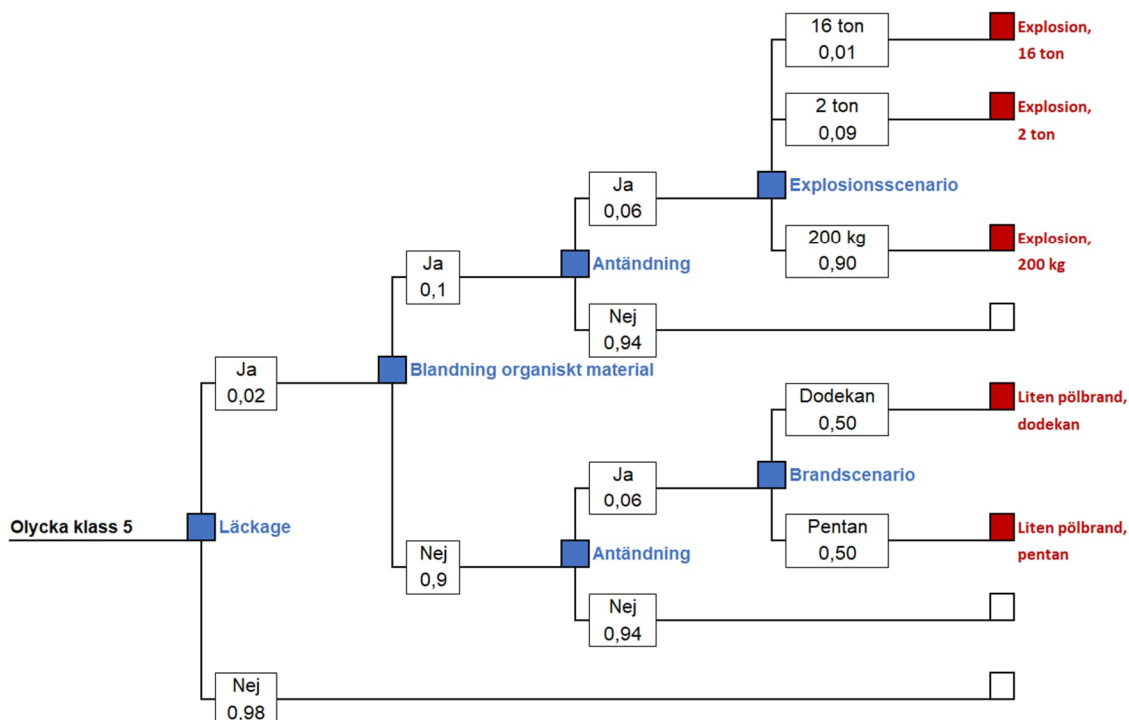 16 ton
0,01
Explosion,
16 ton
2 ton
0,09
Explosion,
2 ton
Ja
0,06
Explosionsscenario
200 kg
0,90
Explosion,
200 kg
Ja
0,1
Antändning
Nej
0,94
Ja
0,02
Blandning organiskt material
Dodekan
0,50
Liten pölbrand,
dodekan
Ja
0,06
Brandscenario
Olycka klass 5
Läckage
Pentan
0,50
Liten pölbrand,
pentan
Nej
0,9
Antändning
Nej
0,94
Nej
0,98